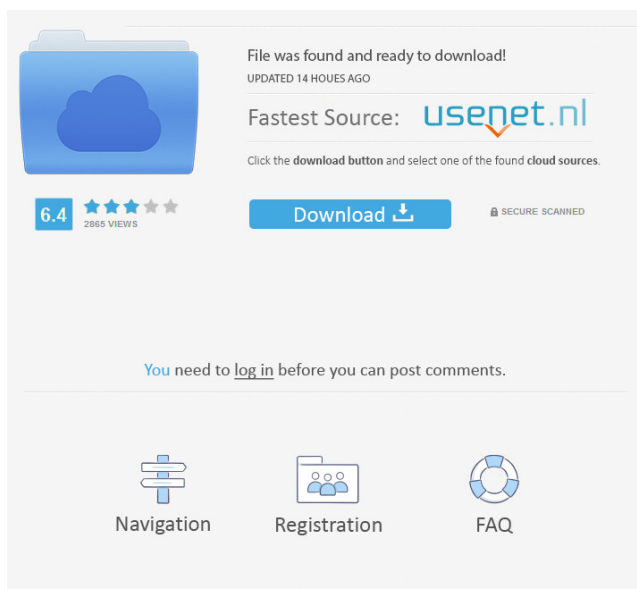 File was found and ready to download!
UPDATED 14 HOUES AGO
Fastest Source: usenet.nl
Click the download button and select one of the found cloud sources.
6.4
2865 VIEWS
Download
SECURE SCANNED
You need to log in before you can post comments.
Navigation
Registration
FAQ